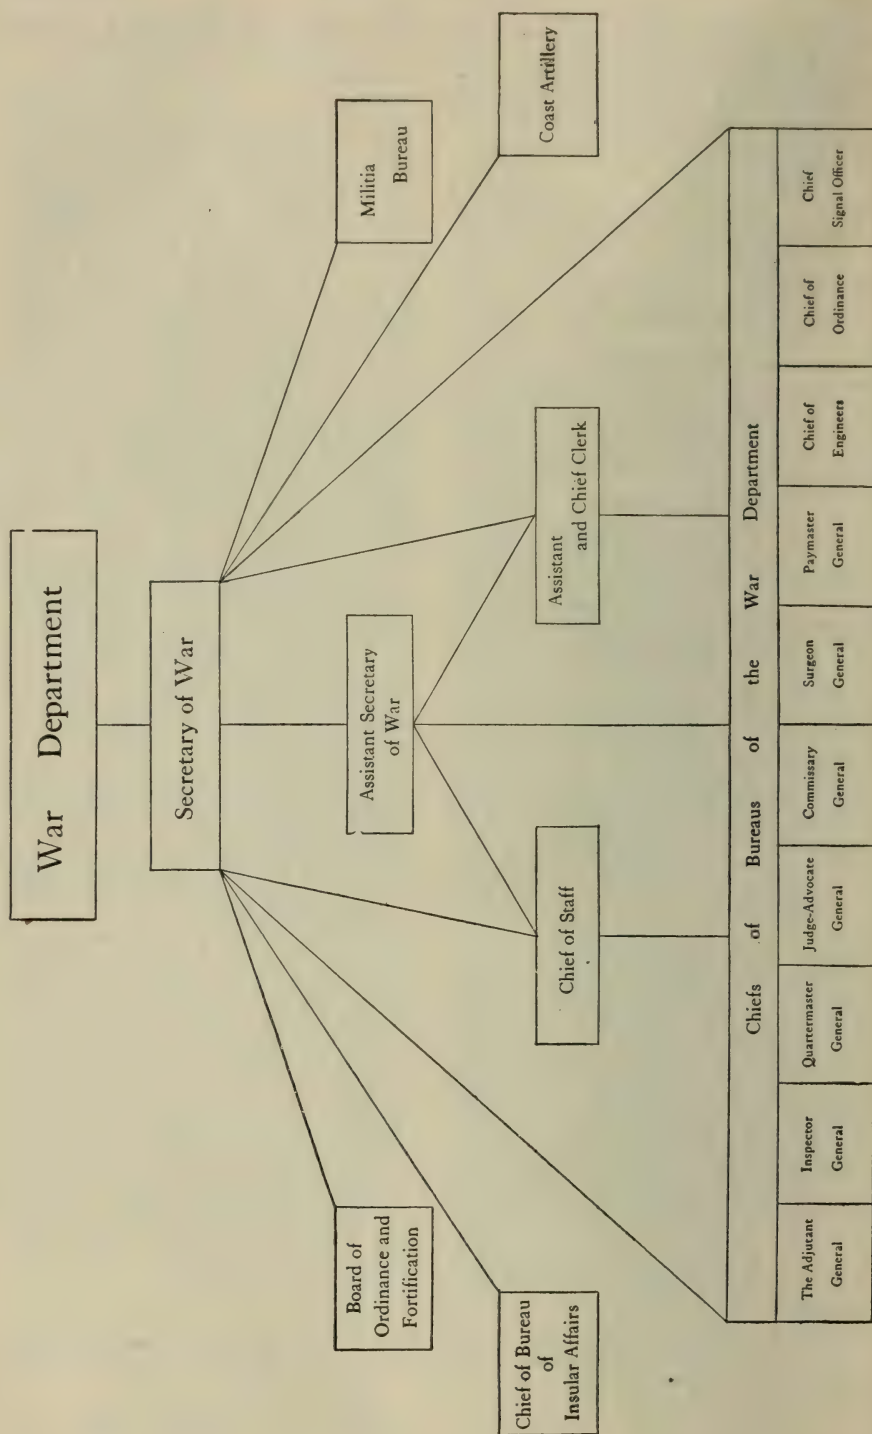 War Department
Secretary of War
Board of
Ordinance and
Fortification
Assistant Secretary
of War
Militia
Bureau
Chief of Bureau
of
Insular Affairs
Chief of Staff
Assistant
and Chief Clerk
Coast Artillery
Chiefs of Bureaus of the War Department
The Adjutant
General
Inspector
General
Quartermaster
General
Judge-Advocate
General
Commissary
General
Surgeon
General
Paymaster
General
Chief of
Engineers
Chief of
Ordinance
Chief
Signal Officer